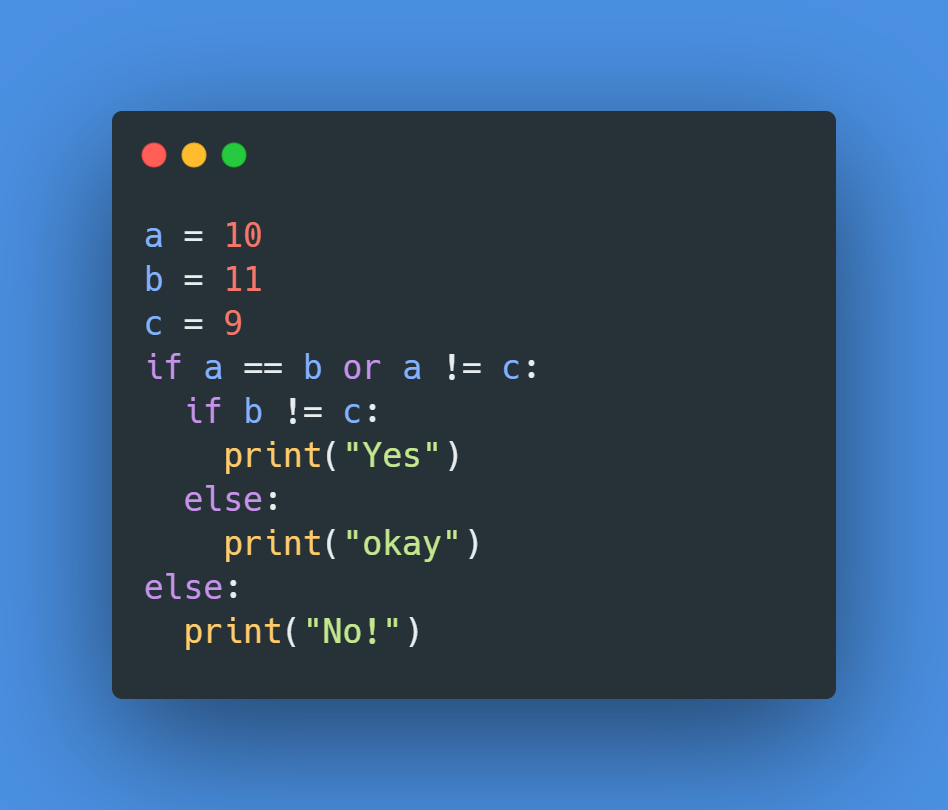 a = 10
b = 11
c = 9
if a == b or a != c:
  if b != c:
    print("Yes")
  else:
    print("okay")
else:
  print("No!")